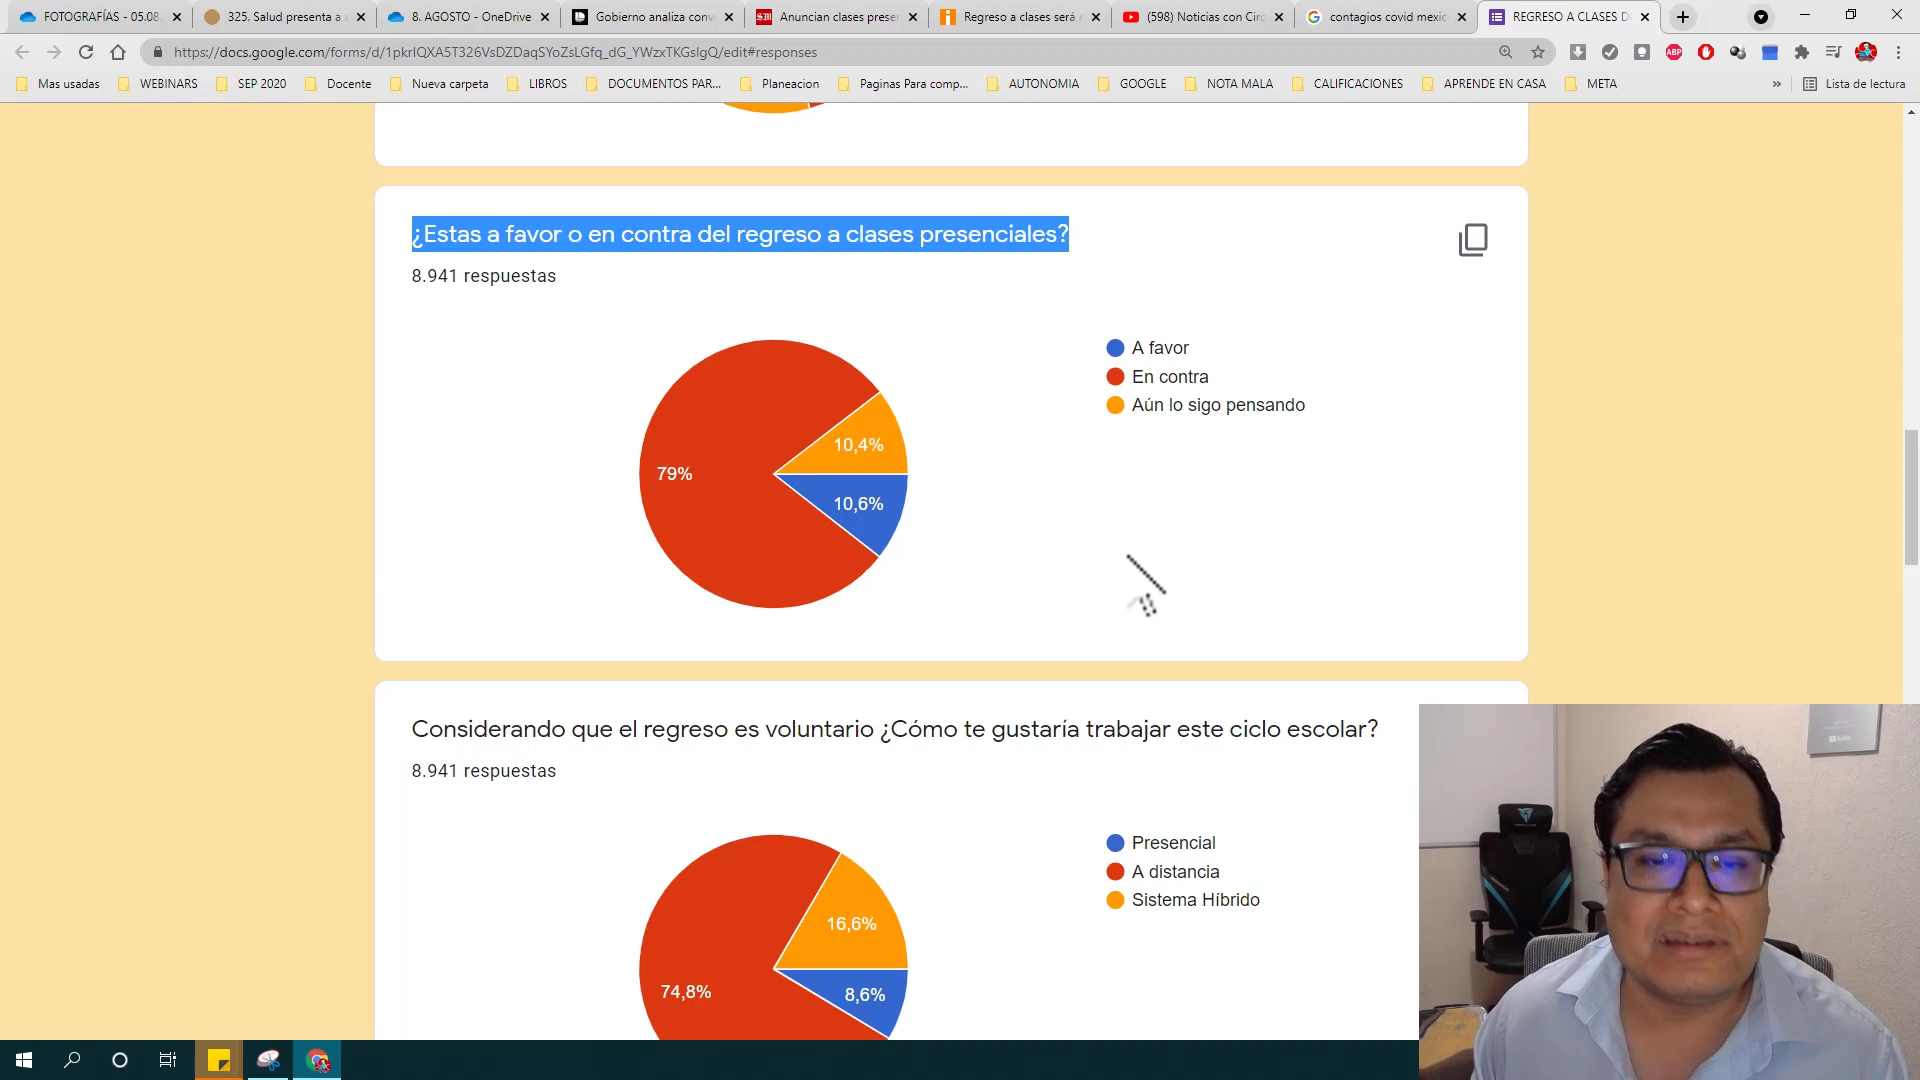 FOTOGRAFÍAS - 05.08.
325. Salud presenta a
8. AGOSTO - OneDrive
Gobierno analiza conv
Anuncian clases preser
Regreso a clases será
(598) Noticias con Circ
contagios covid mexic
REGRESO A CLASES D
https://docs.google.com/forms/d/1pkrIQXA5T326VsDZDaqSYoZsLGfq_dG_YWzxTKGslgQ/edit#responses
ABP
Mas usadas
WEBINARS
SEP 2020
Docente
Nueva carpeta
LIBROS
DOCUMENTOS PAR...
Planeacion
Paginas Para comp...
AUTONOMIA
GOOGLE
NOTA MALA
CALIFICACIONES
APRENDE EN CASA
META
»
Lista de lectura
¿Estas a favor o en contra del regreso a clases presenciales?
8.941 respuestas
A favor
En contra
Aún lo sigo pensando
10,4%
79%
10,6%
Considerando que el regreso es voluntario ¿Cómo te gustaría trabajar este ciclo escolar?
8.941 respuestas
Presencial
A distancia
Sistema Híbrido
16,6%
74,8%
8,6%